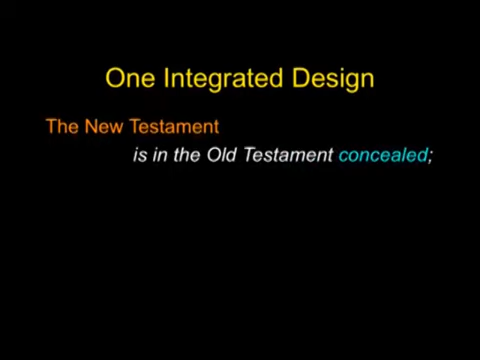 One Integrated Design
The New Testament
is in the Old Testament concealed;